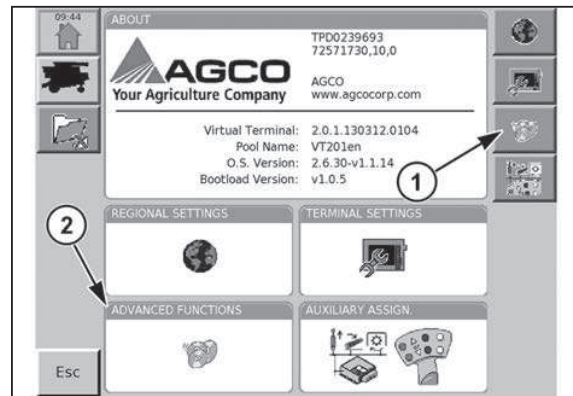 09:44
ABOUT
TPD0239693
72571730,10,0
AGCO
Your Agriculture Company
AGCO
www.agcocorp.com
Virtual Terminal: 2.0.1.130312.0104
Pool Name: VT201en
O.S. Version: 2.6.30-v1.1.14
Bootload Version: v1.0.5
1
2
REGIONAL SETTINGS
TERMINAL SETTINGS
ADVANCED FUNCTIONS
AUXILIARY ASSIGN.
Esc